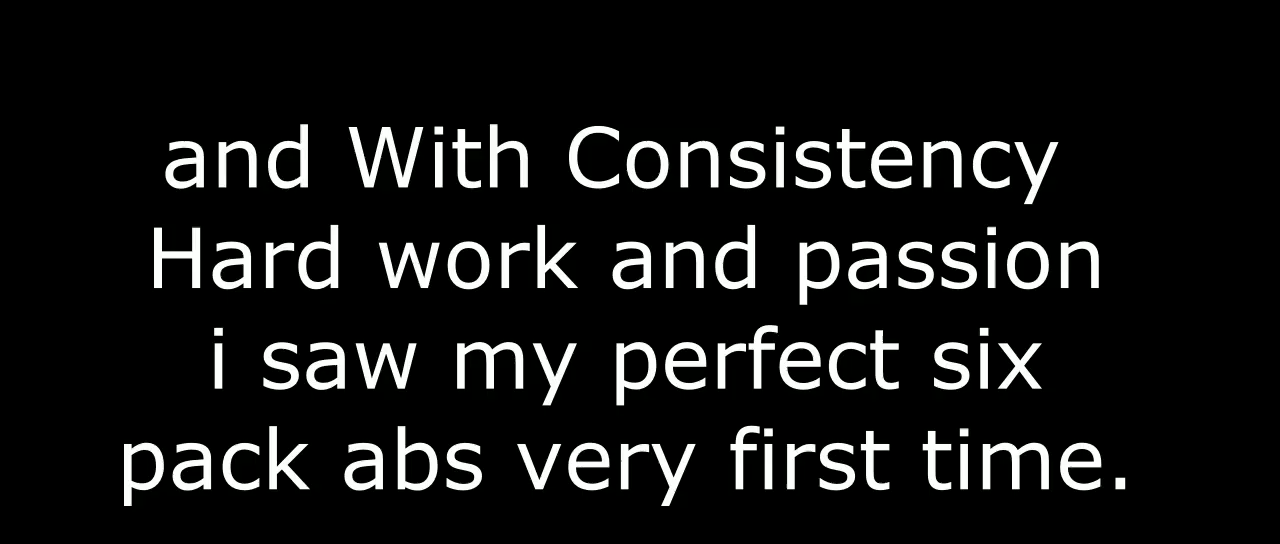 and With Consistency
Hard work and passion
i saw my perfect six
pack abs very first time.